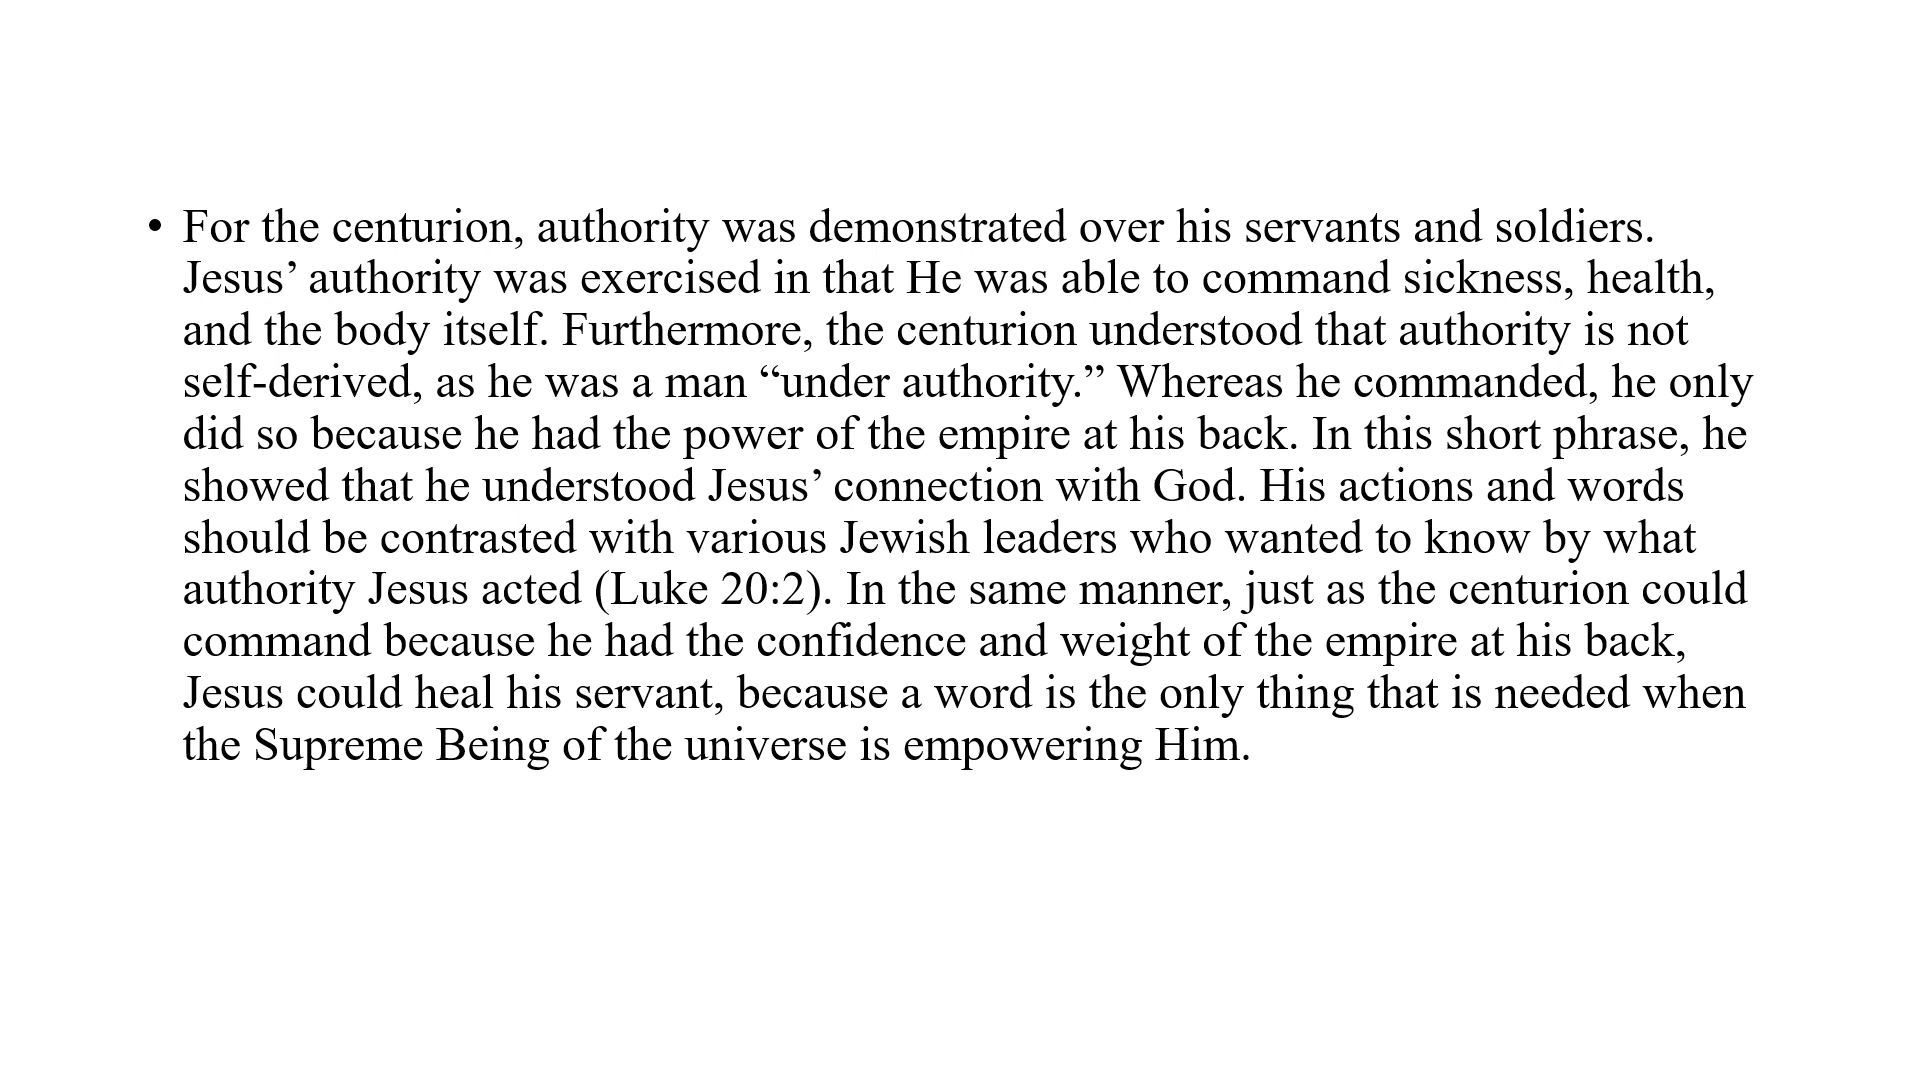 • For the centurion, authority was demonstrated over his servants and soldiers.
Jesus’ authority was exercised in that He was able to command sickness, health,
and the body itself. Furthermore, the centurion understood that authority is not
self-derived, as he was a man “under authority.” Whereas he commanded, he only
did so because he had the power of the empire at his back. In this short phrase, he
showed that he understood Jesus’ connection with God. His actions and words
should be contrasted with various Jewish leaders who wanted to know by what
authority Jesus acted (Luke 20:2). In the same manner, just as the centurion could
command because he had the confidence and weight of the empire at his back,
Jesus could heal his servant, because a word is the only thing that is needed when
the Supreme Being of the universe is empowering Him.